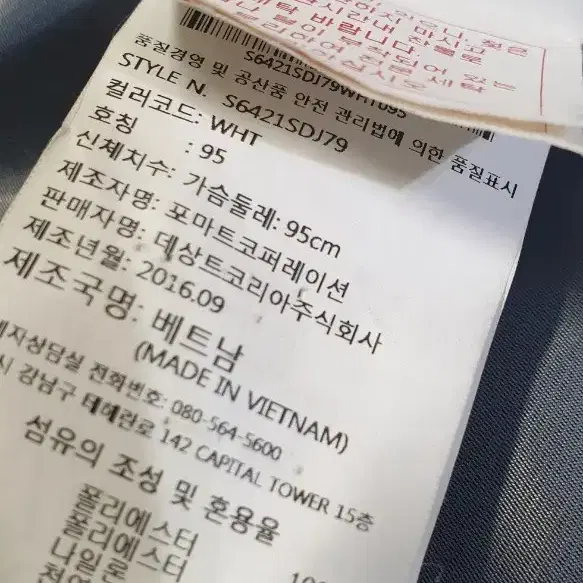 S6421SDJ79WHT095
품질경영 및 공산품 안전 관리법에 의한 품질표시
STYLE N. S6421SDJ79
컬러코드: WHT
호칭 : 95
신체치수: 가슴둘레: 95cm
제조자명: 포마트코퍼레이션
판매자명: 데상트코리아주식회사
제조년월: 2016.09
제조국명: 베트남
(MADE IN VIETNAM)
상담실 전화번호: 080-564-5600
강남구 테헤란로 142 CAPITAL TOWER 15층
섬유의 조성 및 혼용율
폴리에스터
폴리에스터
나일론